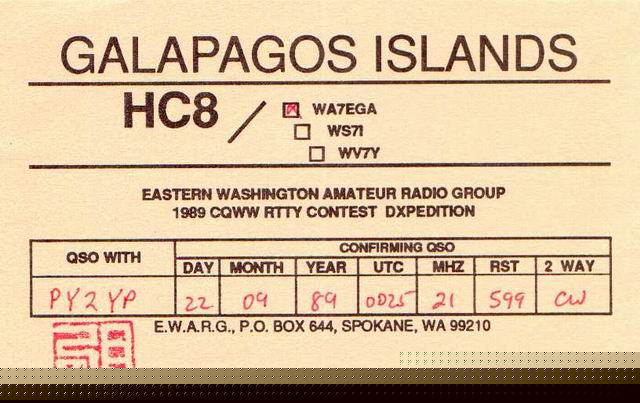 GALAPAGOS ISLANDS
HC8 / WA7EGA
WS7I
WV7Y
EASTERN WASHINGTON AMATEUR RADIO GROUP
1989 CQWW RTTY CONTEST DXPEDITION
QSO WITH CONFIRMING QSO
DAY MONTH YEAR UTC MHZ RST 2 WAY
PY2YP 22 09 89 0025 21 599 CW
E.W.A.R.G., P.O. BOX 644, SPOKANE, WA 99210